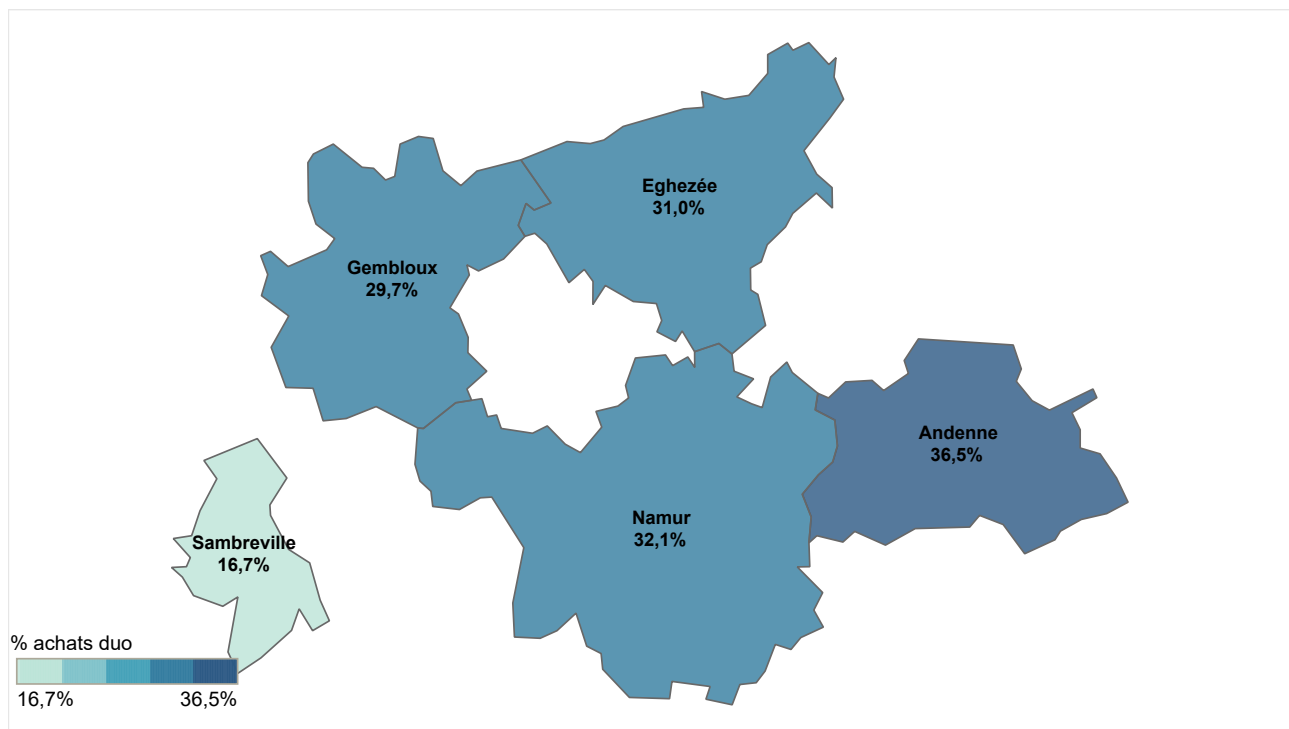 Eghezée
31,0%
Gembloux
29,7%
Andenne
36,5%
Namur
32,1%
Sambreville
16,7%
% achats duo
16,7%
36,5%